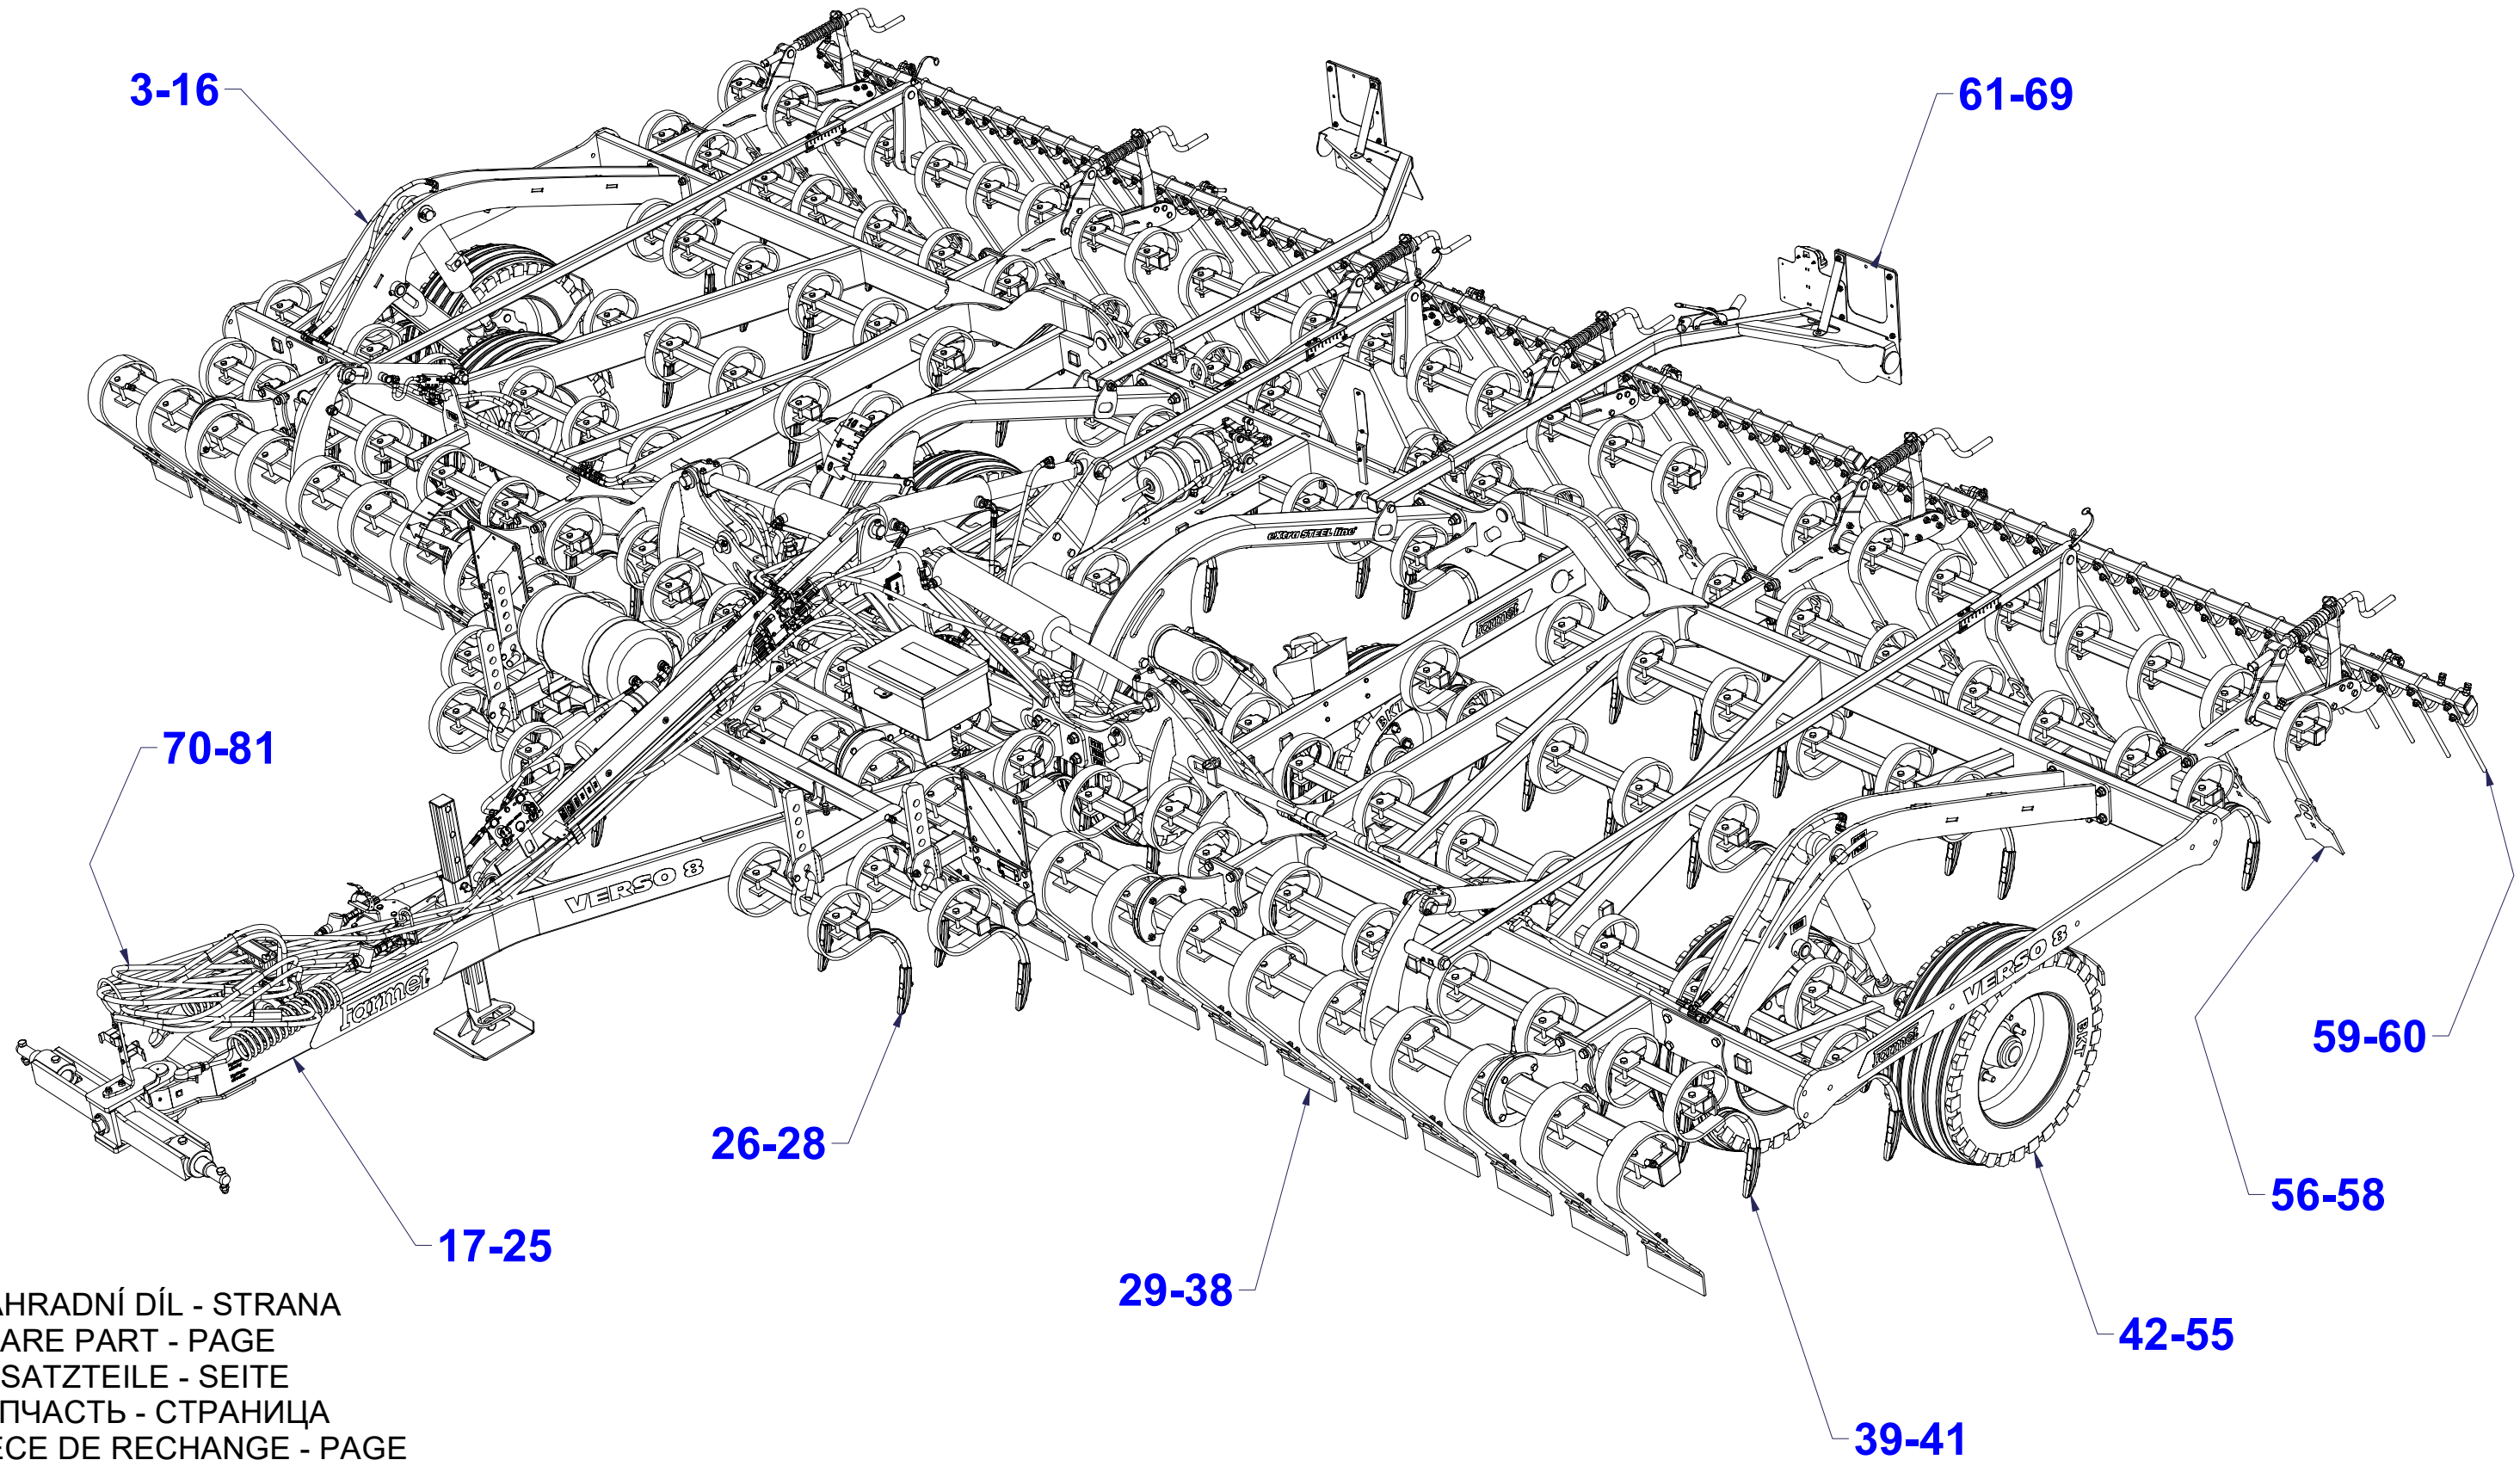 3-16
61-69
eXtra STEEL line
Farmet
70-81
BKT
VERSO 8
Farmet
VERSO 8
Farmet
BKT
59-60
26-28
56-58
17-25
29-38
42-55
39-41
AHRADNÍ DÍL - STRANA
ARE PART - PAGE
SATZTEILE - SEITE
ПЧАСТЬ - СТРАНИЦА
ECE DE RECHANGE - PAGE